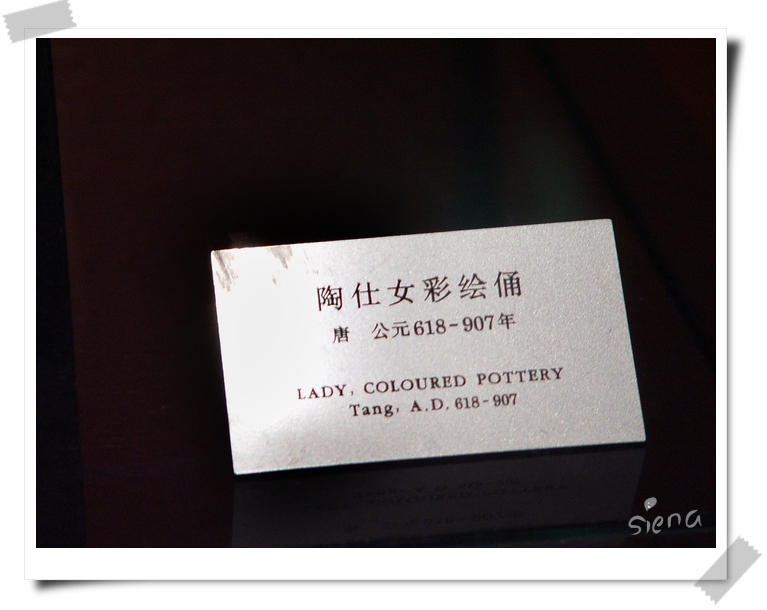 陶仕女彩绘俑
唐 公元618-907年
LADY, COLOURED POTTERY
Tang, A.D. 618-907
siena